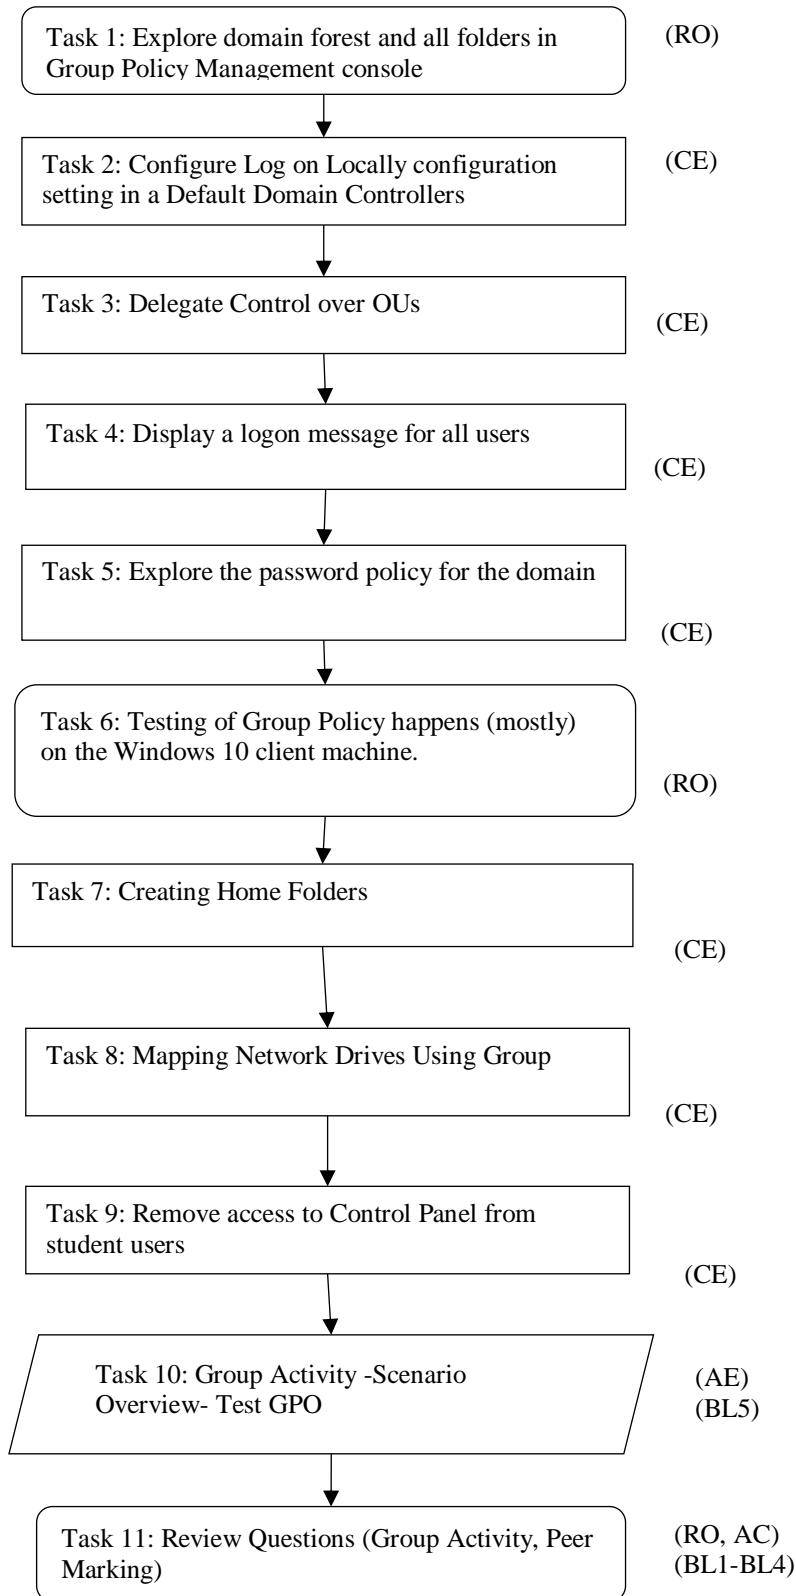 Task 1: Explore domain forest and all folders in
Group Policy Management console
(RO)
Task 2: Configure Log on Locally configuration
setting in a Default Domain Controllers
(CE)
Task 3: Delegate Control over OUs
(CE)
Task 4: Display a logon message for all users
(CE)
Task 5: Explore the password policy for the domain
(CE)
Task 6: Testing of Group Policy happens (mostly)
on the Windows 10 client machine.
(RO)
Task 7: Creating Home Folders
(CE)
Task 8: Mapping Network Drives Using Group
(CE)
Task 9: Remove access to Control Panel from
student users
(CE)
Task 10: Group Activity -Scenario
Overview- Test GPO
(AE)
(BL5)
Task 11: Review Questions (Group Activity, Peer
Marking)
(RO, AC)
(BL1-BL4)